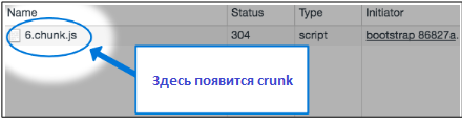 Name Status Type Initiator
6.chunk.js 304 script bootstrap 86827a.
Здесь появится crunk